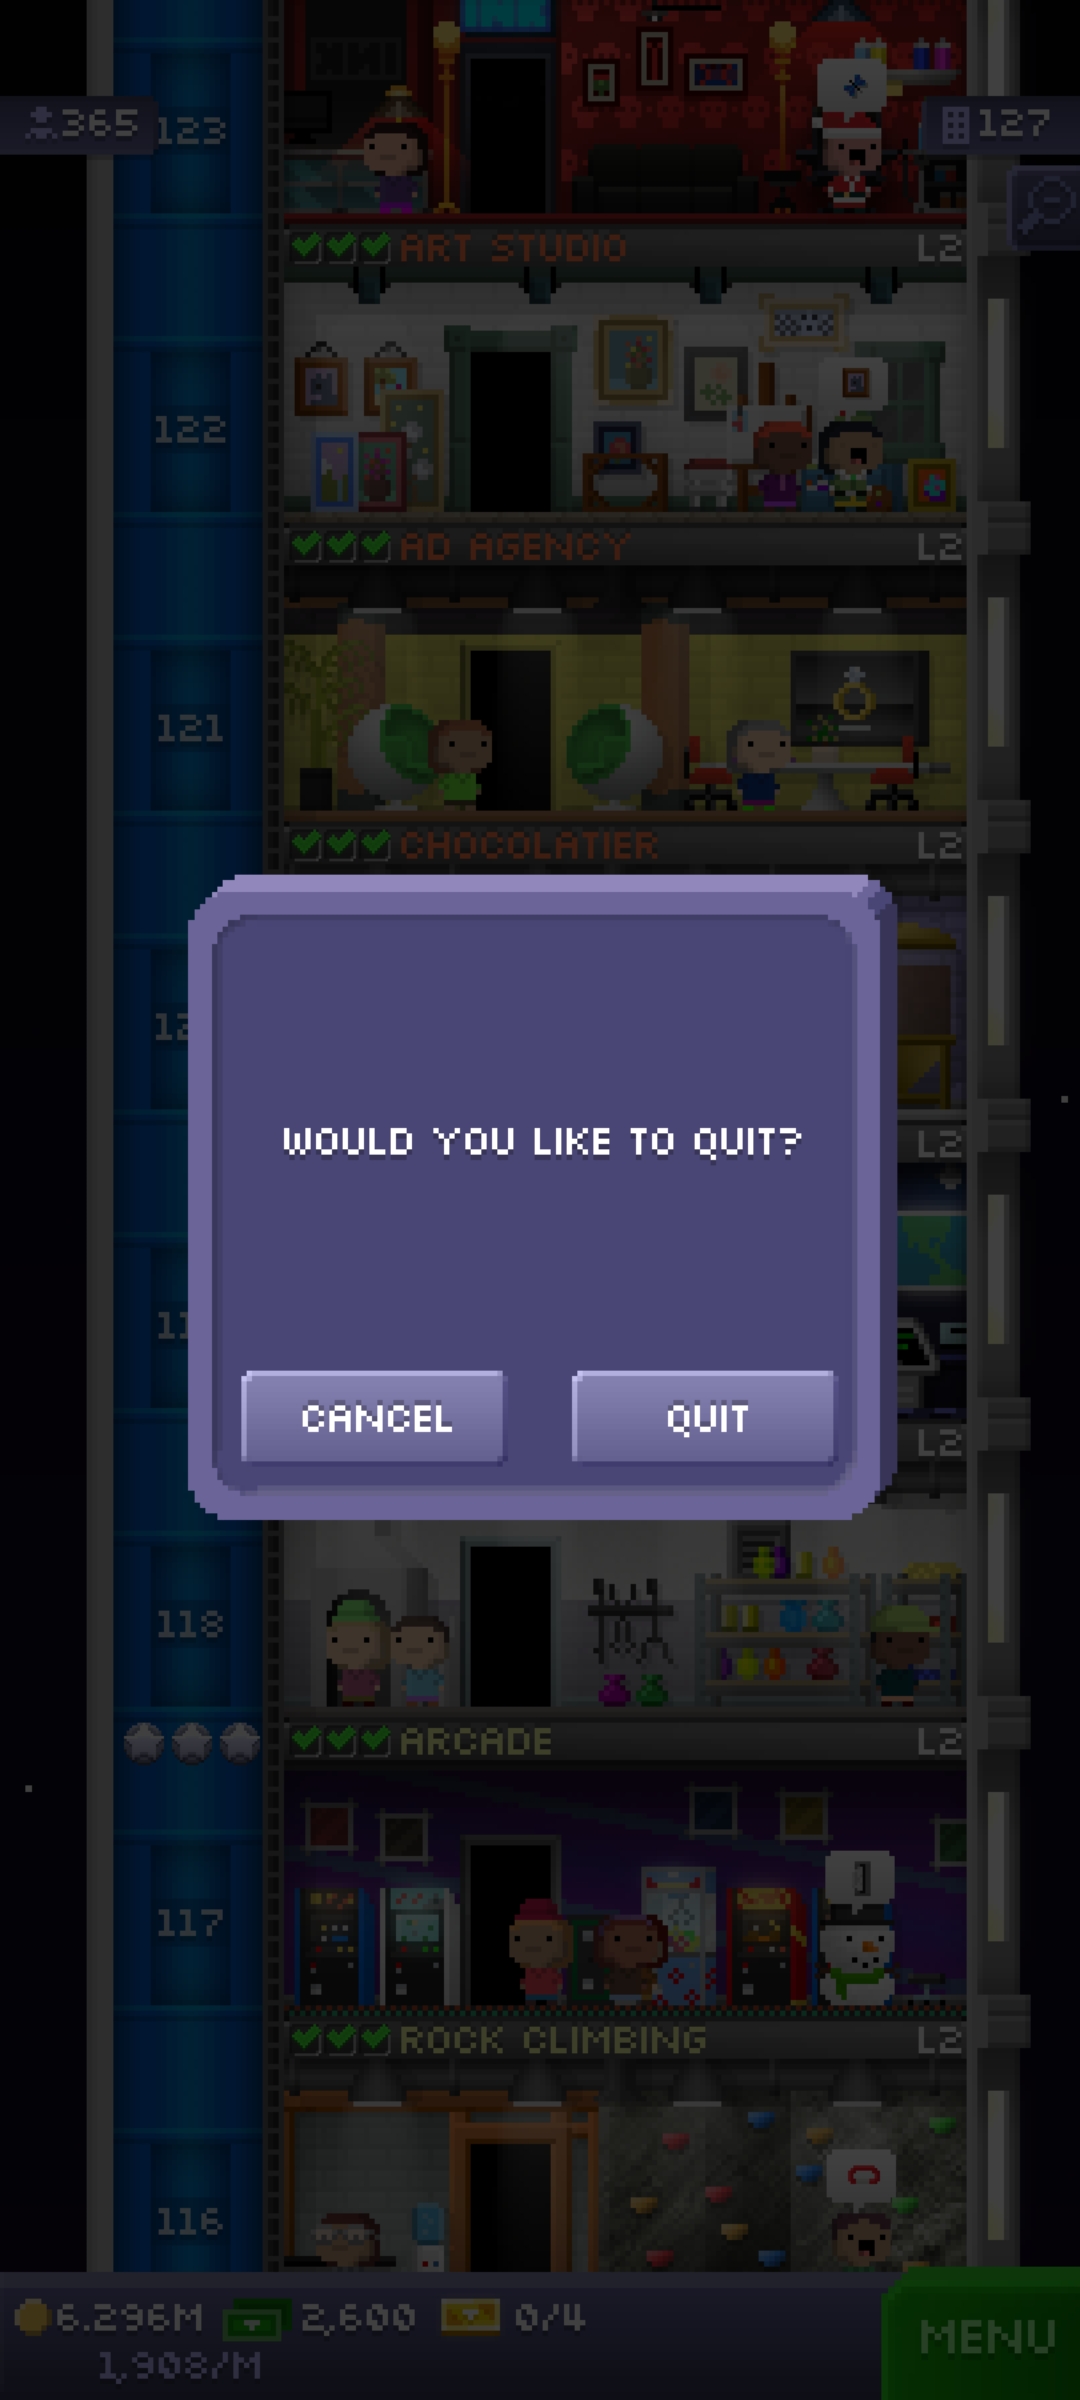 INK
365
123
127
ART STUDIO L2
122
AD AGENCY L2
121
CHOCOLATIER L2
L2
WOULD YOU LIKE TO QUIT?
L2
CANCEL QUIT
118
ARCADE L2
117
ROCK CLIMBING L2
116
6.296M 2,600 0/4
MENU
1,908/M